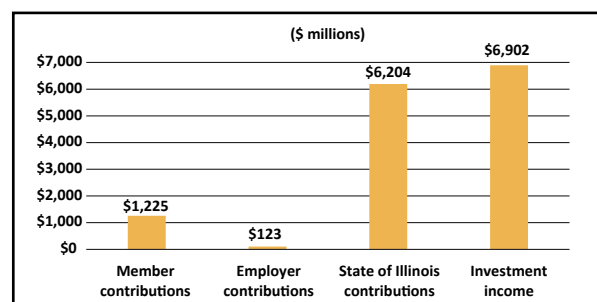 ($ millions)
$7,000
$6,000
$5,000
$4,000
$3,000
$2,000
$1,000
$0
$1,225
$123
$6,204
$6,902
Member
contributions
Employer
contributions
State of Illinois
contributions
Investment
income